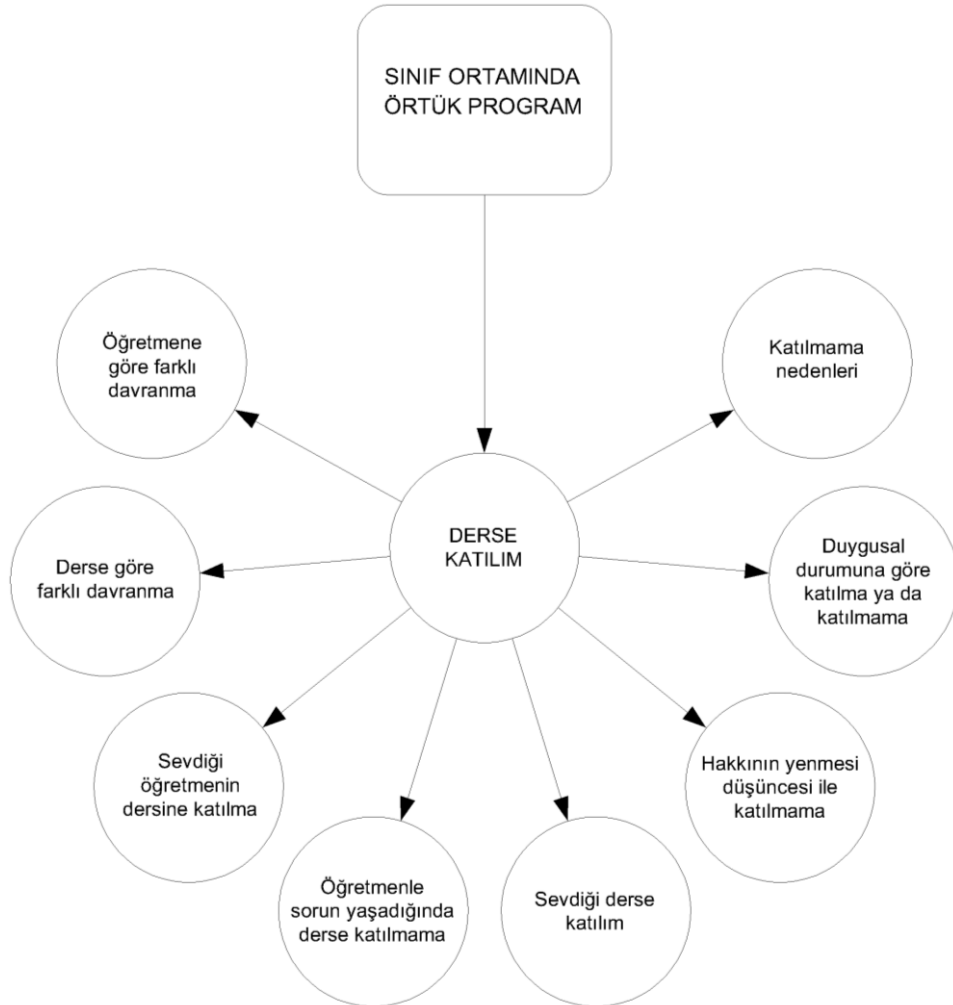 SINIF ORTAMINDA
ÖRTÜK PROGRAM
Öğretmene
göre farklı
davranma
Katılmama
nedenleri
DERSE
KATILIM
Derse göre
farklı davranma
Duygusal
durumuna göre
katılma ya da
katılmama
Sevdiği
öğretmenin
dersine katılma
Hakkının yenmesi
düşüncesi ile
katılmama
Öğretmenle
sorun yaşadığında
derse katılmama
Sevdiği derse
katılım